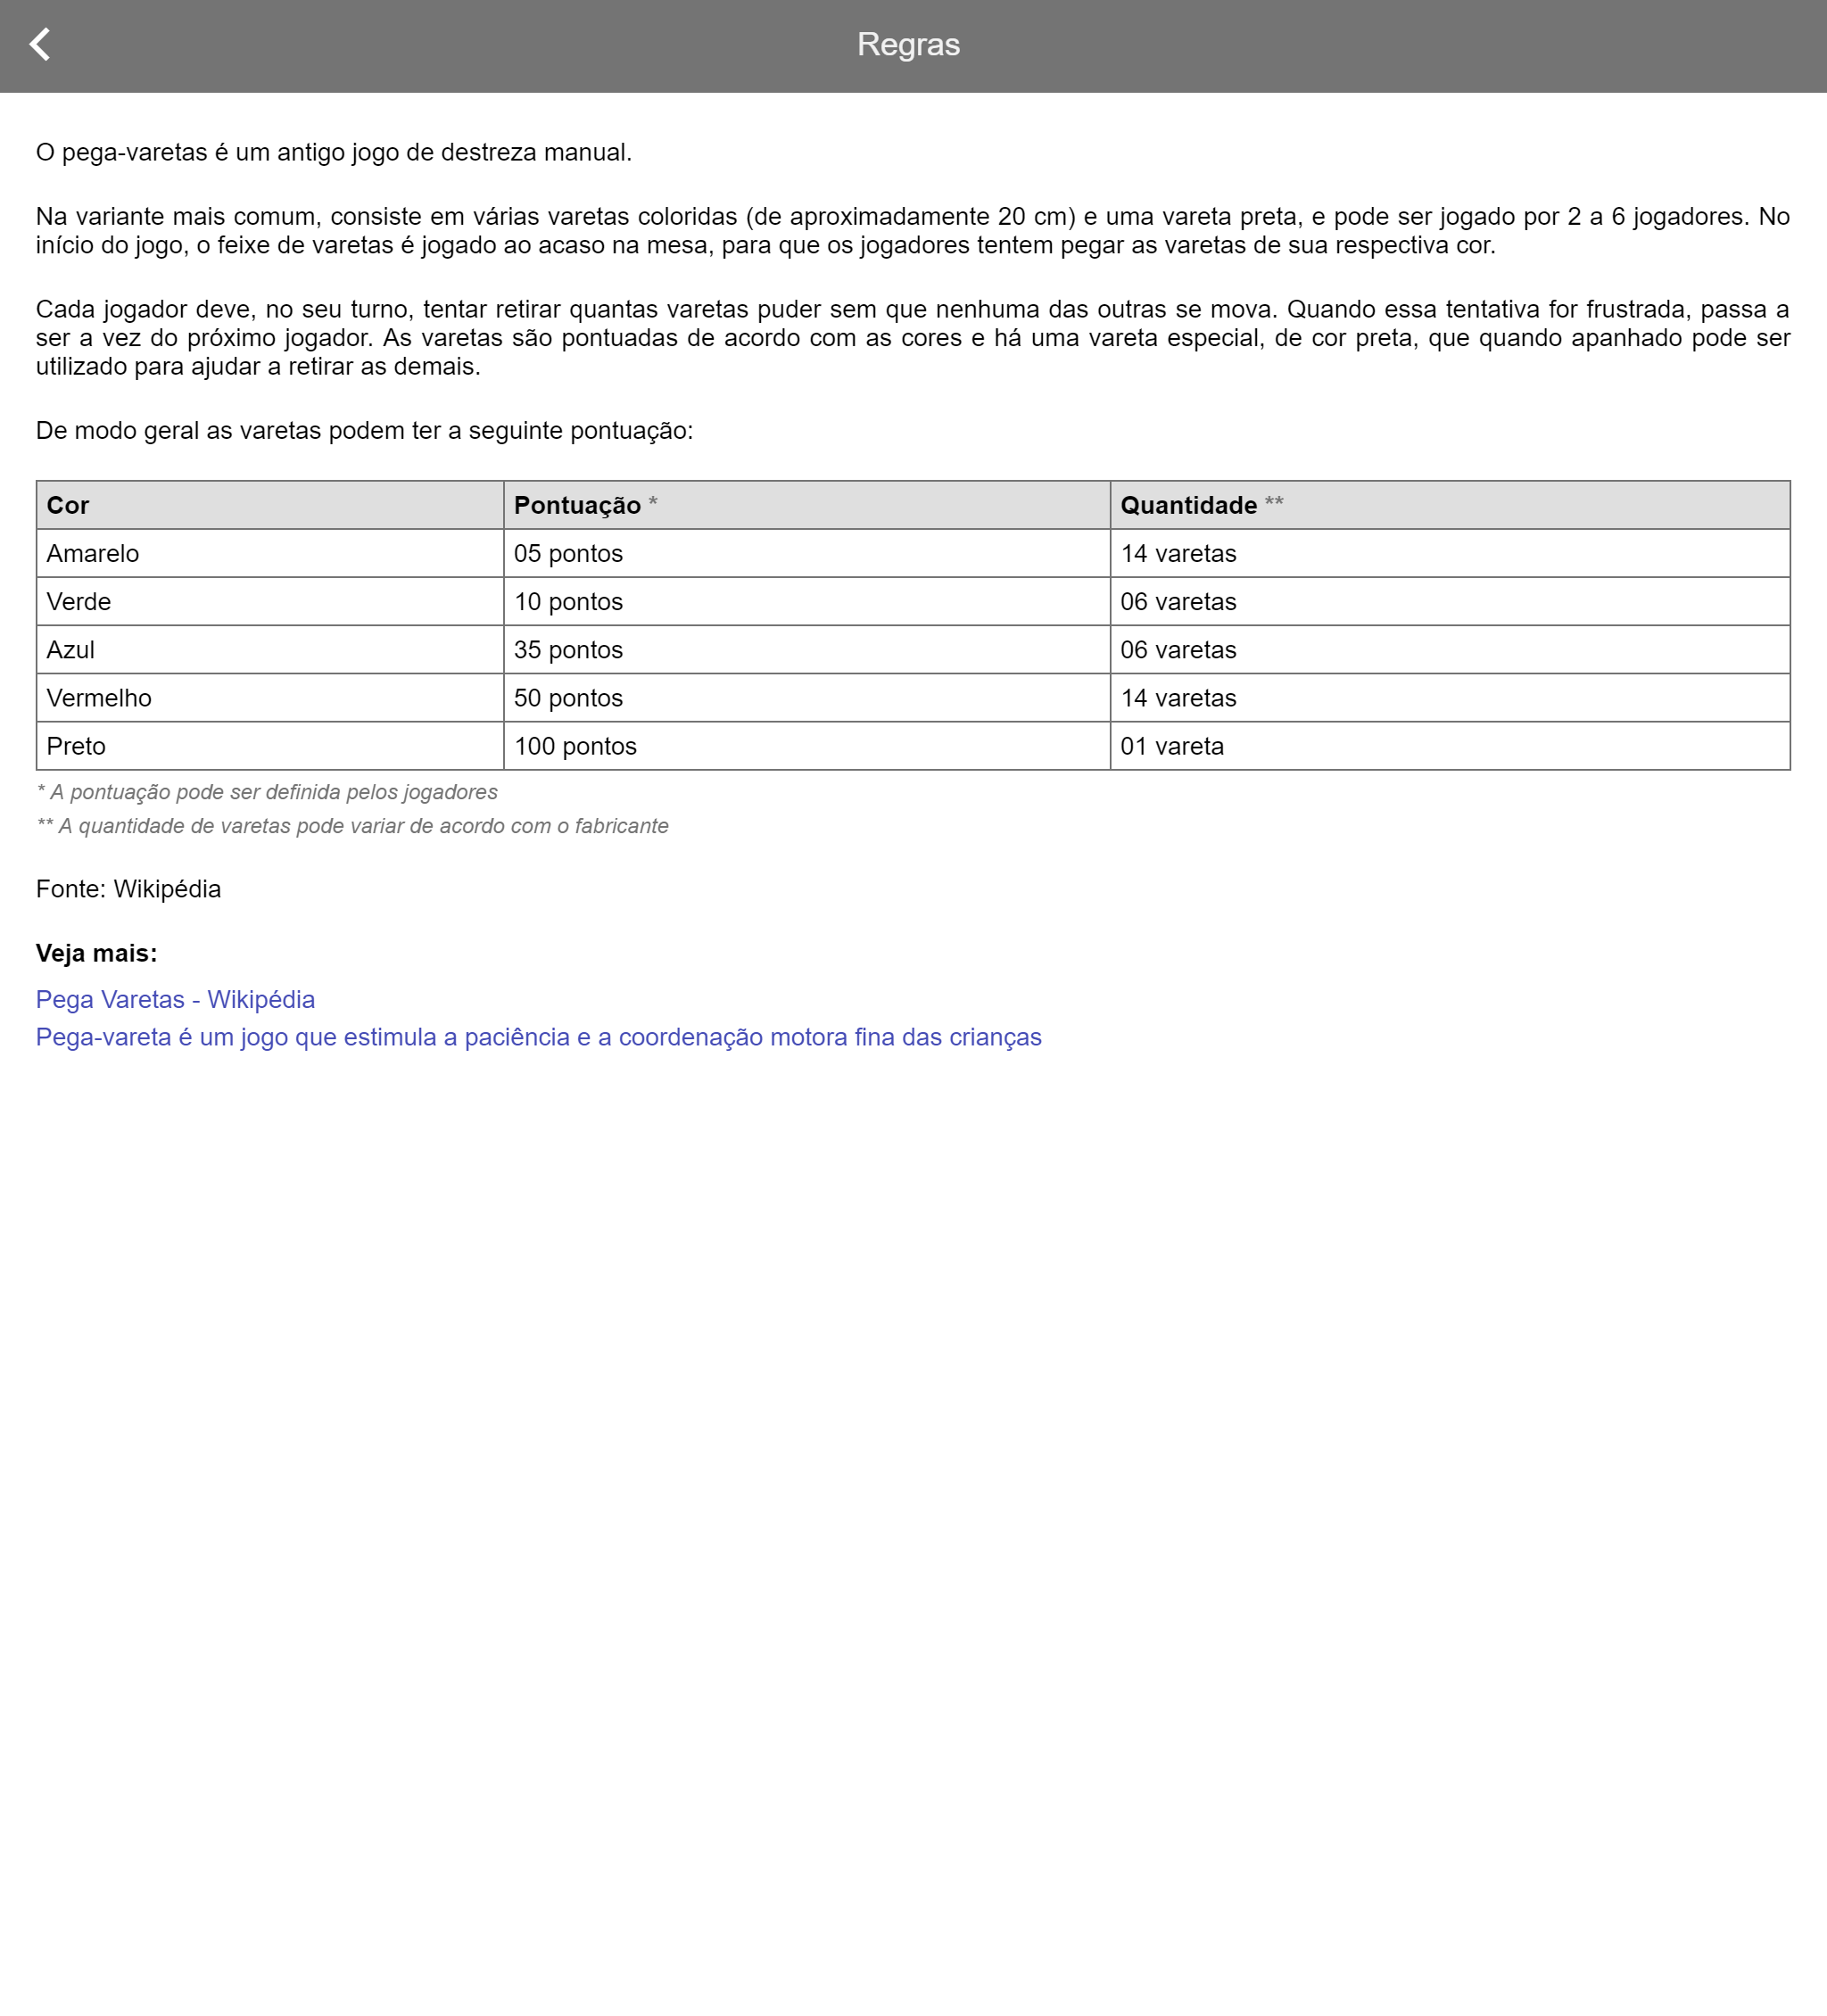 Regras
O pega-varetas é um antigo jogo de destreza manual.
Na variante mais comum, consiste em várias varetas coloridas (de aproximadamente 20 cm) e uma vareta preta, e pode ser jogado por 2 a 6 jogadores. No
início do jogo, o feixe de varetas é jogado ao acaso na mesa, para que os jogadores tentem pegar as varetas de sua respectiva cor.
Cada jogador deve, no seu turno, tentar retirar quantas varetas puder sem que nenhuma das outras se mova. Quando essa tentativa for frustrada, passa a
ser a vez do próximo jogador. As varetas são pontuadas de acordo com as cores e há uma vareta especial, de cor preta, que quando apanhado pode ser
utilizado para ajudar a retirar as demais.
De modo geral as varetas podem ter a seguinte pontuação:
Cor Pontuação * Quantidade **
Amarelo 05 pontos 14 varetas
Verde 10 pontos 06 varetas
Azul 35 pontos 06 varetas
Vermelho 50 pontos 14 varetas
Preto 100 pontos 01 vareta
* A pontuação pode ser definida pelos jogadores
** A quantidade de varetas pode variar de acordo com o fabricante
Fonte: Wikipédia
Veja mais:
Pega Varetas - Wikipédia
Pega-vareta é um jogo que estimula a paciência e a coordenação motora fina das crianças